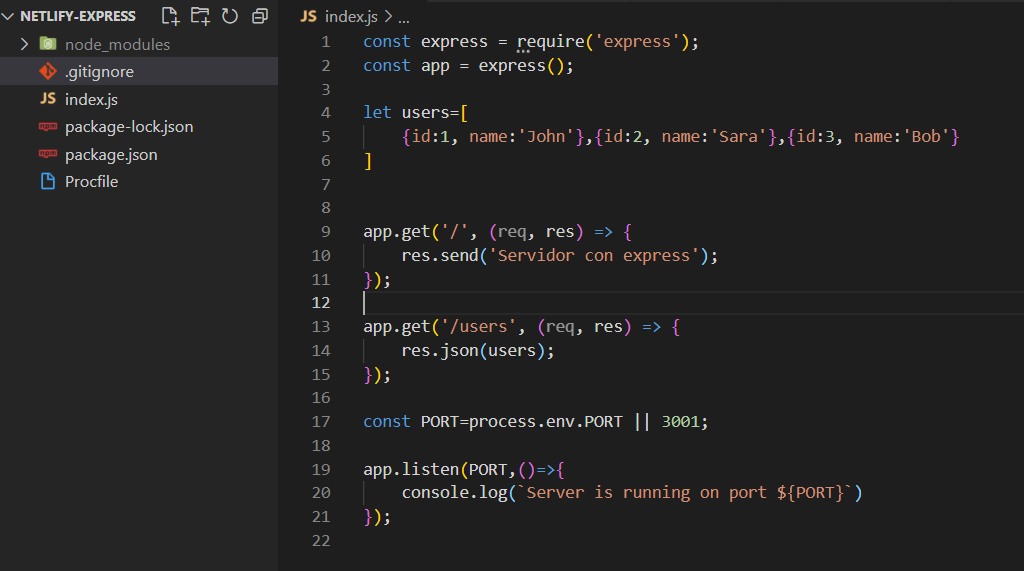 NETLIFY-EXPRESS
node_modules
.gitignore
JS index.js
package-lock.json
package.json
Procfile
JS index.js > ...
1 const express = require('express');
2 const app = express();
3
4 let users=[
5 {id:1, name:'John'},{id:2, name:'Sara'},{id:3, name:'Bob'}
6 ]
7
8
9 app.get('/', (req, res) => {
10 res.send('Servidor con express');
11 });
12
13 app.get('/users', (req, res) => {
14 res.json(users);
15 });
16
17 const PORT=process.env.PORT || 3001;
18
19 app.listen(PORT,()=>{
20 console.log(`Server is running on port ${PORT}`)
21 });
22